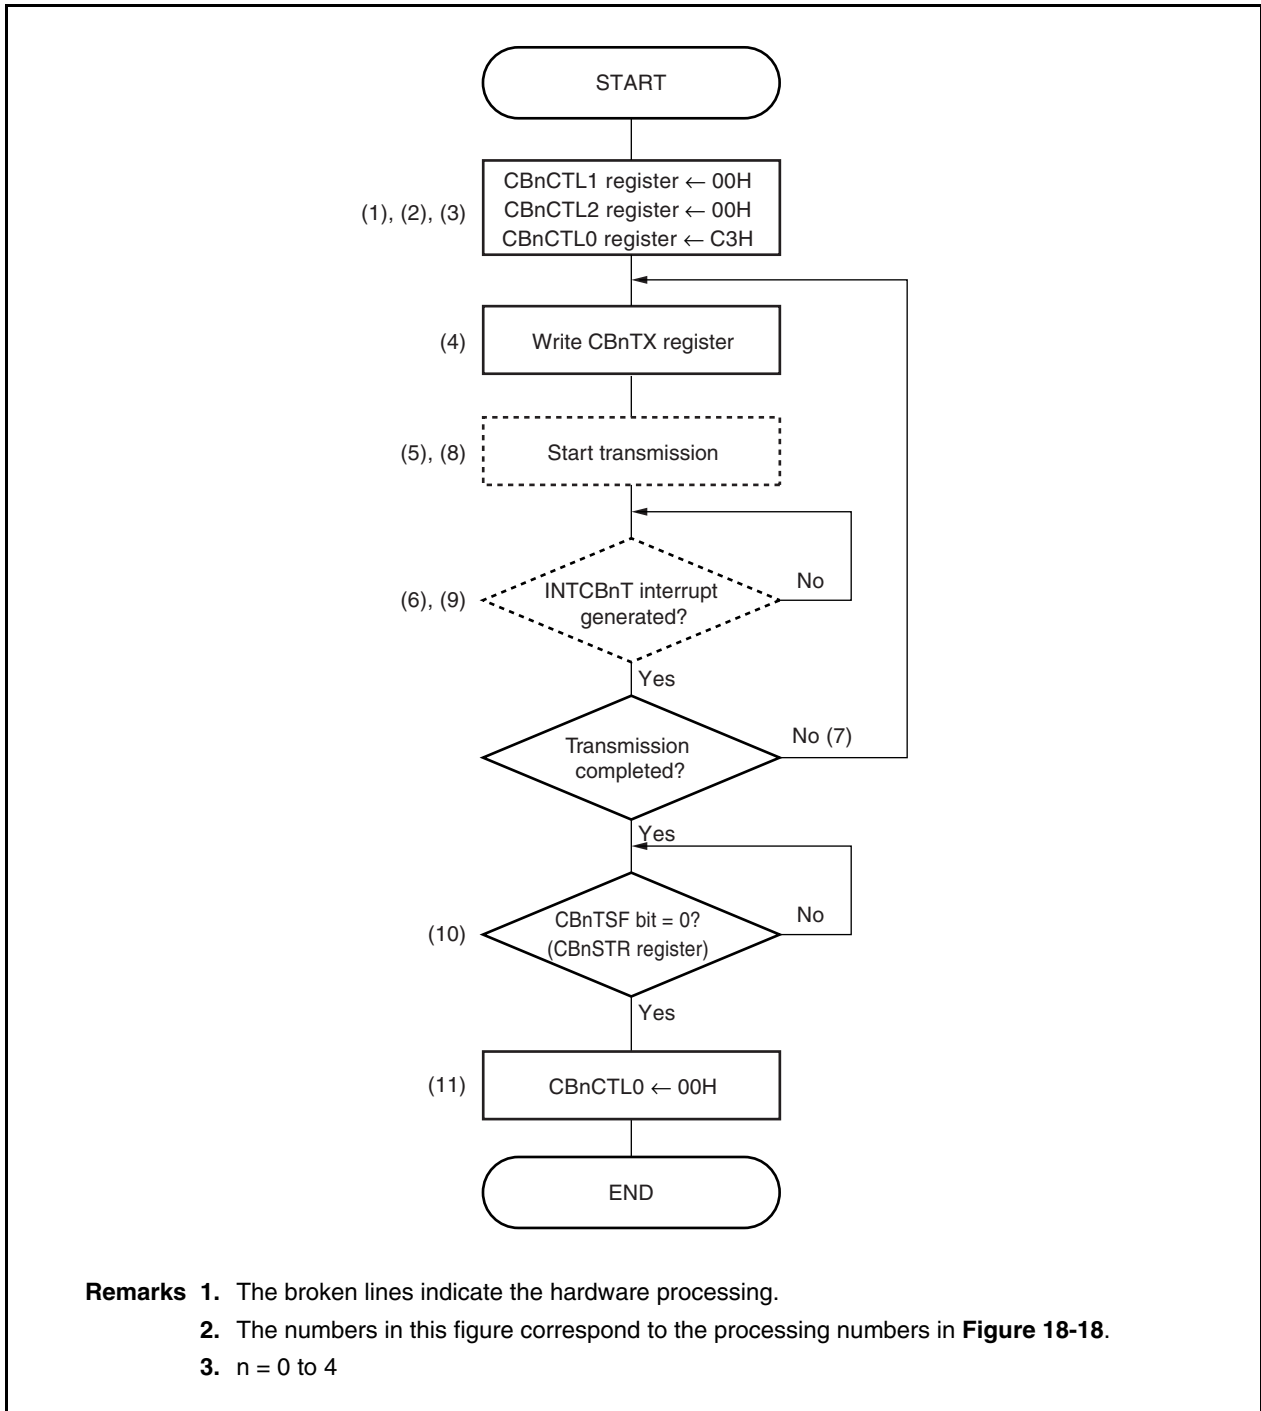 START
CBnCTL1 register ← 00H
(1), (2), (3)
CBnCTL2 register ← 00H
CBnCTL0 register ← C3H
(4)
Write CBnTX register
(5), (8)
Start transmission
(6), (9)
INTCBnT interrupt
generated?
No
Yes
Transmission
completed?
No (7)
Yes
(10)
CBnTSF bit = 0?
(CBnSTR register)
No
Yes
(11)
CBnCTL0 ← 00H
END
Remarks 1. The broken lines indicate the hardware processing.
2. The numbers in this figure correspond to the processing numbers in Figure 18-18.
3. n = 0 to 4